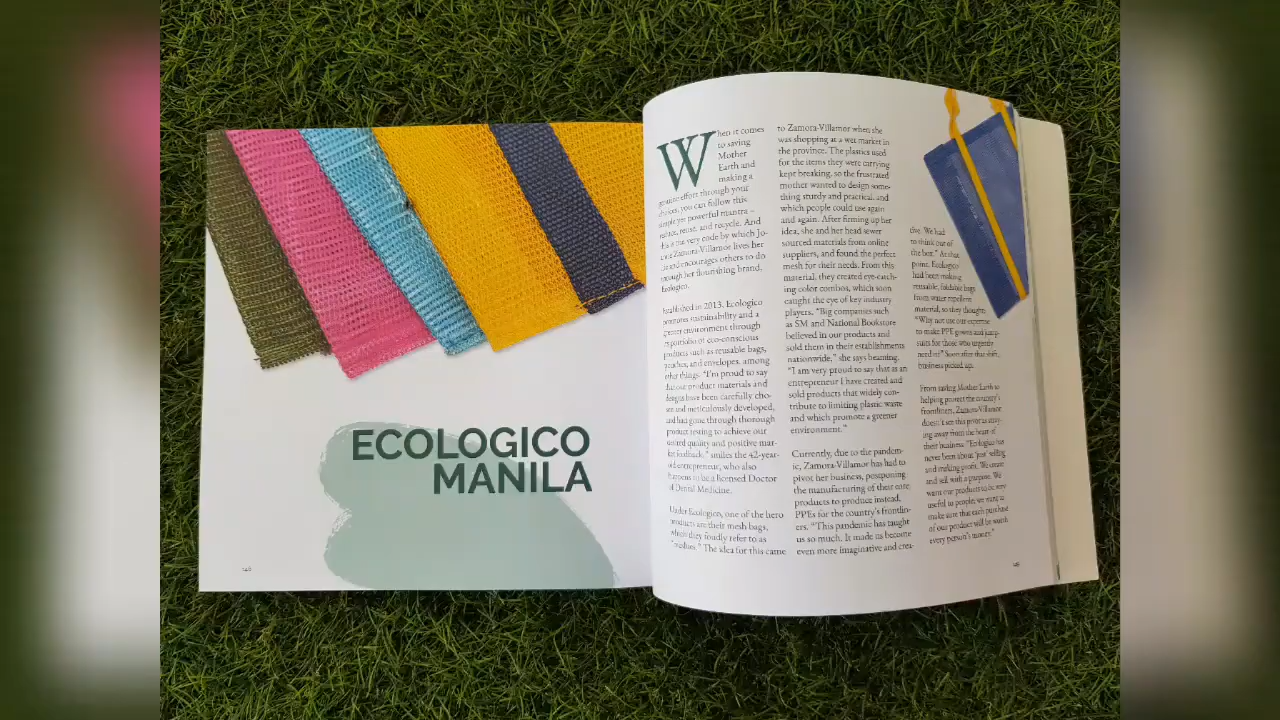 ECOLOGICO
MANILA
When it comes
to saving
Mother
Earth and
making a
genuine effort through your
choices, you can follow this
simple yet powerful mantra –
reduce, reuse, and recycle. And
this is the very code by which Jo-
Zamora-Villamor lives her
life and encourages others to do
through her flourishing brand,
Ecologico.
Established in 2013, Ecologico
promotes sustainability and a
greener environment through
its portfolio of eco-conscious
products such as reusable bags,
pouches, and envelopes, among
other things. "I'm proud to say
that our product materials and
designs have been carefully cho-
sen and meticulously developed,
and has gone through thorough
product testing to achieve our
desired quality and positive mar-
ket feedback," smiles the 42-year-
old entrepreneur, who also
happens to be a licensed Doctor
of Dental Medicine.
Under Ecologico, one of the hero
products are their mesh bags,
which they fondly refer to as
The idea for this came
to Zamora-Villamor when she
was shopping at a wet market in
the province. The plastics used
for the items they were carrying
kept breaking, so the frustrated
mother wanted to design some-
thing sturdy and practical, and
which people could use again
and again. After firming up her
idea, she and her head sewer
sourced materials from online
suppliers, and found the perfect
mesh for their needs. From this
material, they created eye-catch-
ing color combos, which soon
caught the eye of key industry
players. "Big companies such
as SM and National Bookstore
believed in our products and
sold them in their establishments
nationwide," she says beaming.
"I am very proud to say that as an
entrepreneur I have created and
sold products that widely con-
tribute to limiting plastic waste
and which promote a greener
environment."
Currently, due to the pandem-
ic, Zamora-Villamor has had to
pivot her business, postponing
the manufacturing of their core
products to produce instead,
PPEs for the country's frontlin-
ers. "This pandemic has taught
us so much. It made us become
even more imaginative and crea-
tive. We had
to think out of
the box." At that
point, Ecologico
had been making
reusable, foldable bags
from water repellent
material, so they thought:
"Why not use our expertise
to make PPE gowns and jump-
suits for those who urgently
need it?" Soon after that shift,
business picked up.
From saving Mother Earth to
helping protect the country's
frontliners, Zamora-Villamor
doesn't see this pivot as stray-
ing away from the heart of
their business. "Ecologico has
never been about 'just' selling
and making profit. We create
and sell with a purpose. We
want our products to be very
useful to people; we want to
make sure that each purchase
of our product will be worth
every person's money."